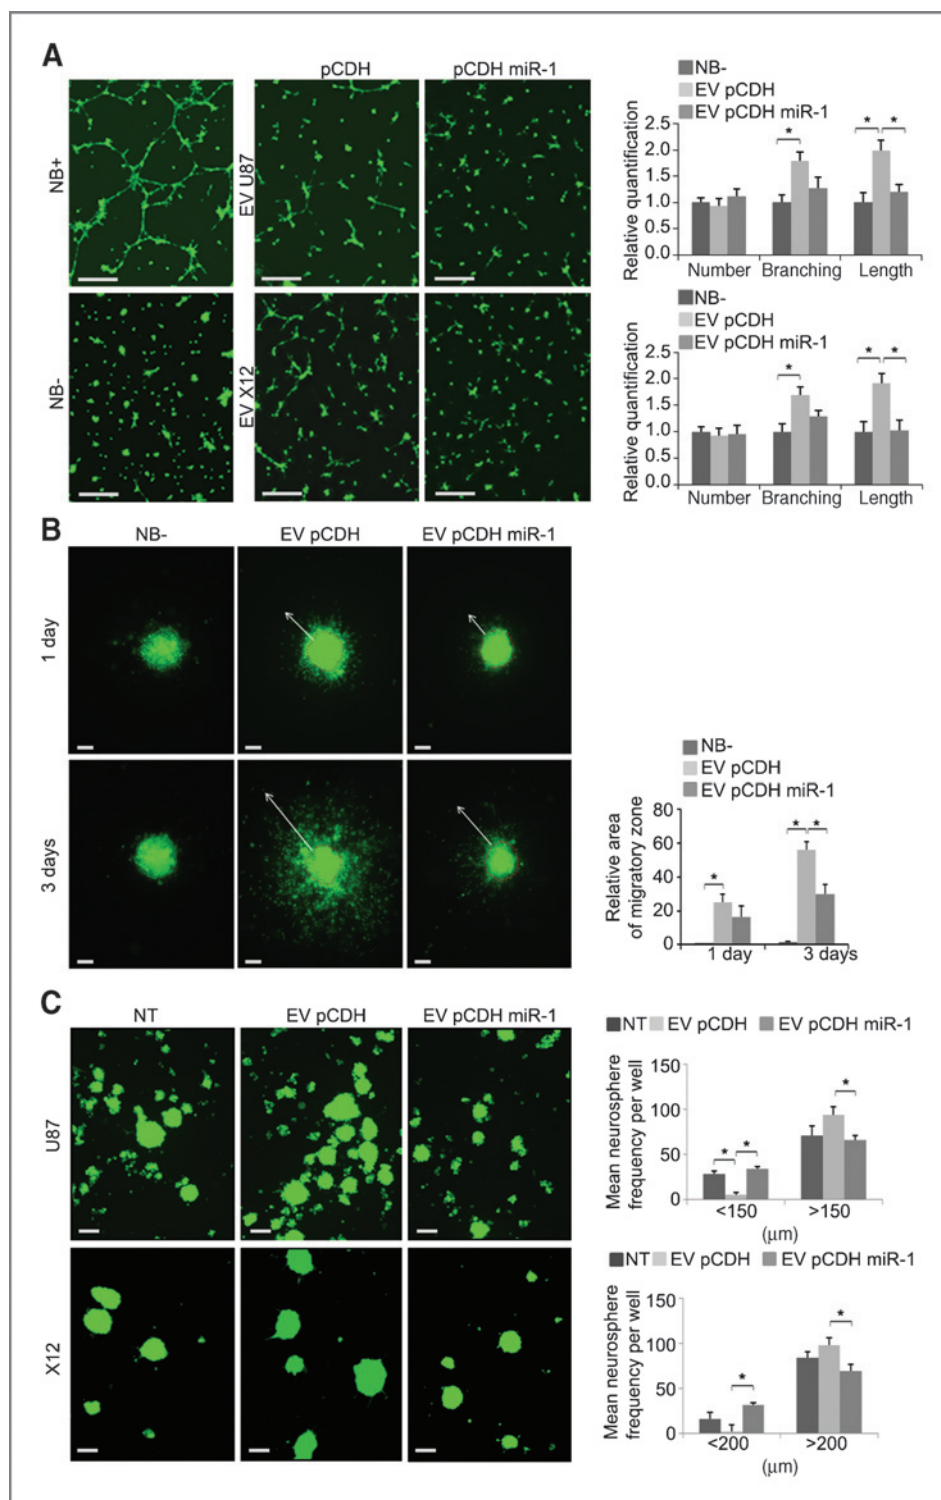 A
pCDH
pCDH miR-1
NB+
EV U87
NB-
EV X12
NB-
EV pCDH
EV pCDH miR-1
Relative quantification
2.5
2.0
1.5
1.0
0.5
0.0
* * *
Number Branching Length
NB-
EV pCDH
EV pCDH miR-1
Relative quantification
2.5
2.0
1.5
1.0
0.5
0.0
* * *
Number Branching Length
B
NB-
EV pCDH
EV pCDH miR-1
1 day
3 days
NB-
EV pCDH
EV pCDH miR-1
Relative area
of migratory zone
80
60
40
20
0
* * *
1 day 3 days
C
NT
EV pCDH
EV pCDH miR-1
U87
X12
NT EV pCDH EV pCDH miR-1
Mean neurosphere
frequency per well
150
100
50
0
* * *
<150 >150
(μm)
NT EV pCDH EV pCDH miR-1
Mean neurosphere
frequency per well
150
100
50
0
* *
<200 >200
(μm)